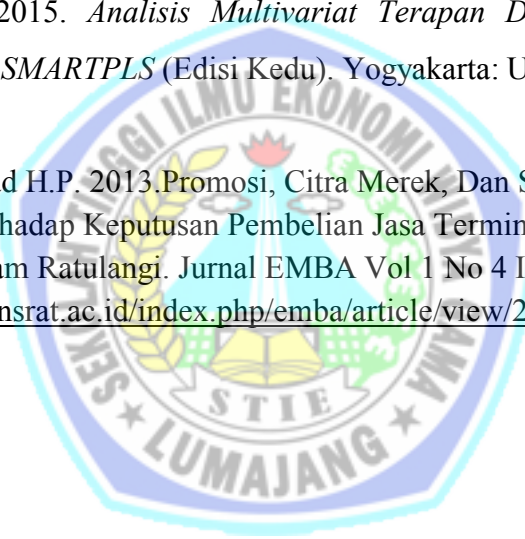 2015. Analisis Multivariat Terapan D
SMARTPLS (Edisi Kedu). Yogyakarta: U
d H.P. 2013.Promosi, Citra Merek, Dan S
hadap Keputusan Pembelian Jasa Termin
am Ratulangi. Jurnal EMBA Vol 1 No 4 I
nsrat.ac.id/index.php/emba/article/view/2
SEKOLAH TINGGI ILMU EKONOMI WIDYA GAMA
STIE
LUMAJANG